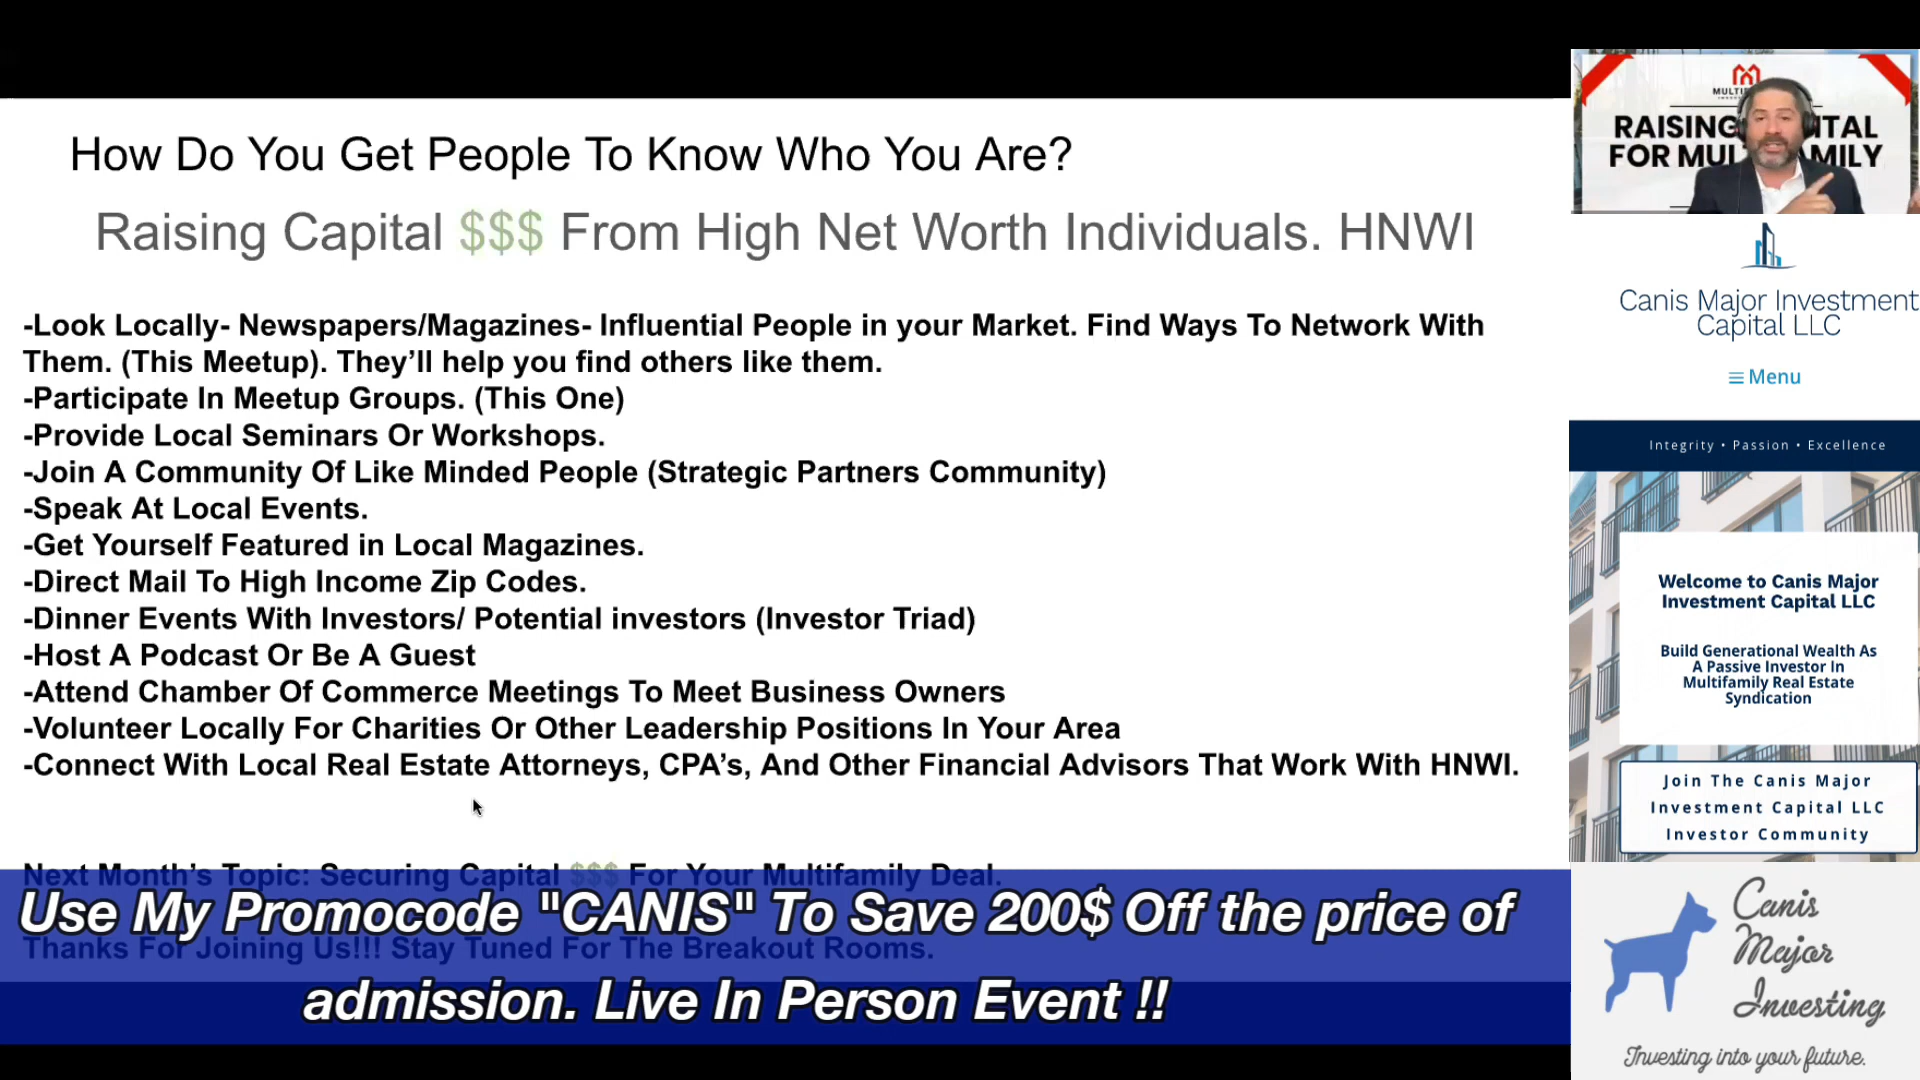 How Do You Get People To Know Who You Are?
Raising Capital $$$ From High Net Worth Individuals. HNWI
-Look Locally- Newspapers/Magazines- Influential People in your Market. Find Ways To Network With
Them. (This Meetup). They’ll help you find others like them.
-Participate In Meetup Groups. (This One)
-Provide Local Seminars Or Workshops.
-Join A Community Of Like Minded People (Strategic Partners Community)
-Speak At Local Events.
-Get Yourself Featured in Local Magazines.
-Direct Mail To High Income Zip Codes.
-Dinner Events With Investors/ Potential investors (Investor Triad)
-Host A Podcast Or Be A Guest
-Attend Chamber Of Commerce Meetings To Meet Business Owners
-Volunteer Locally For Charities Or Other Leadership Positions In Your Area
-Connect With Local Real Estate Attorneys, CPA’s, And Other Financial Advisors That Work With HNWI.
Next Month’s Topic: Securing Capital $$$ For Your Multifamily Deal.
Use My Promocode "CANIS" To Save 200$ Off the price of
Thanks For Joining Us!!! Stay Tuned For The Breakout Rooms.
admission. Live In Person Event !!
RAISING
FOR
Canis Major Investment
Capital LLC
Menu
Integrity • Passion • Excellence
Welcome to Canis Major
Investment Capital LLC
Build Generational Wealth As
A Passive Investor In
Multifamily Real Estate
Syndication
Join The Canis Major
Investment Capital LLC
Investor Community
Canis
Major
Investing
Investing into your future.